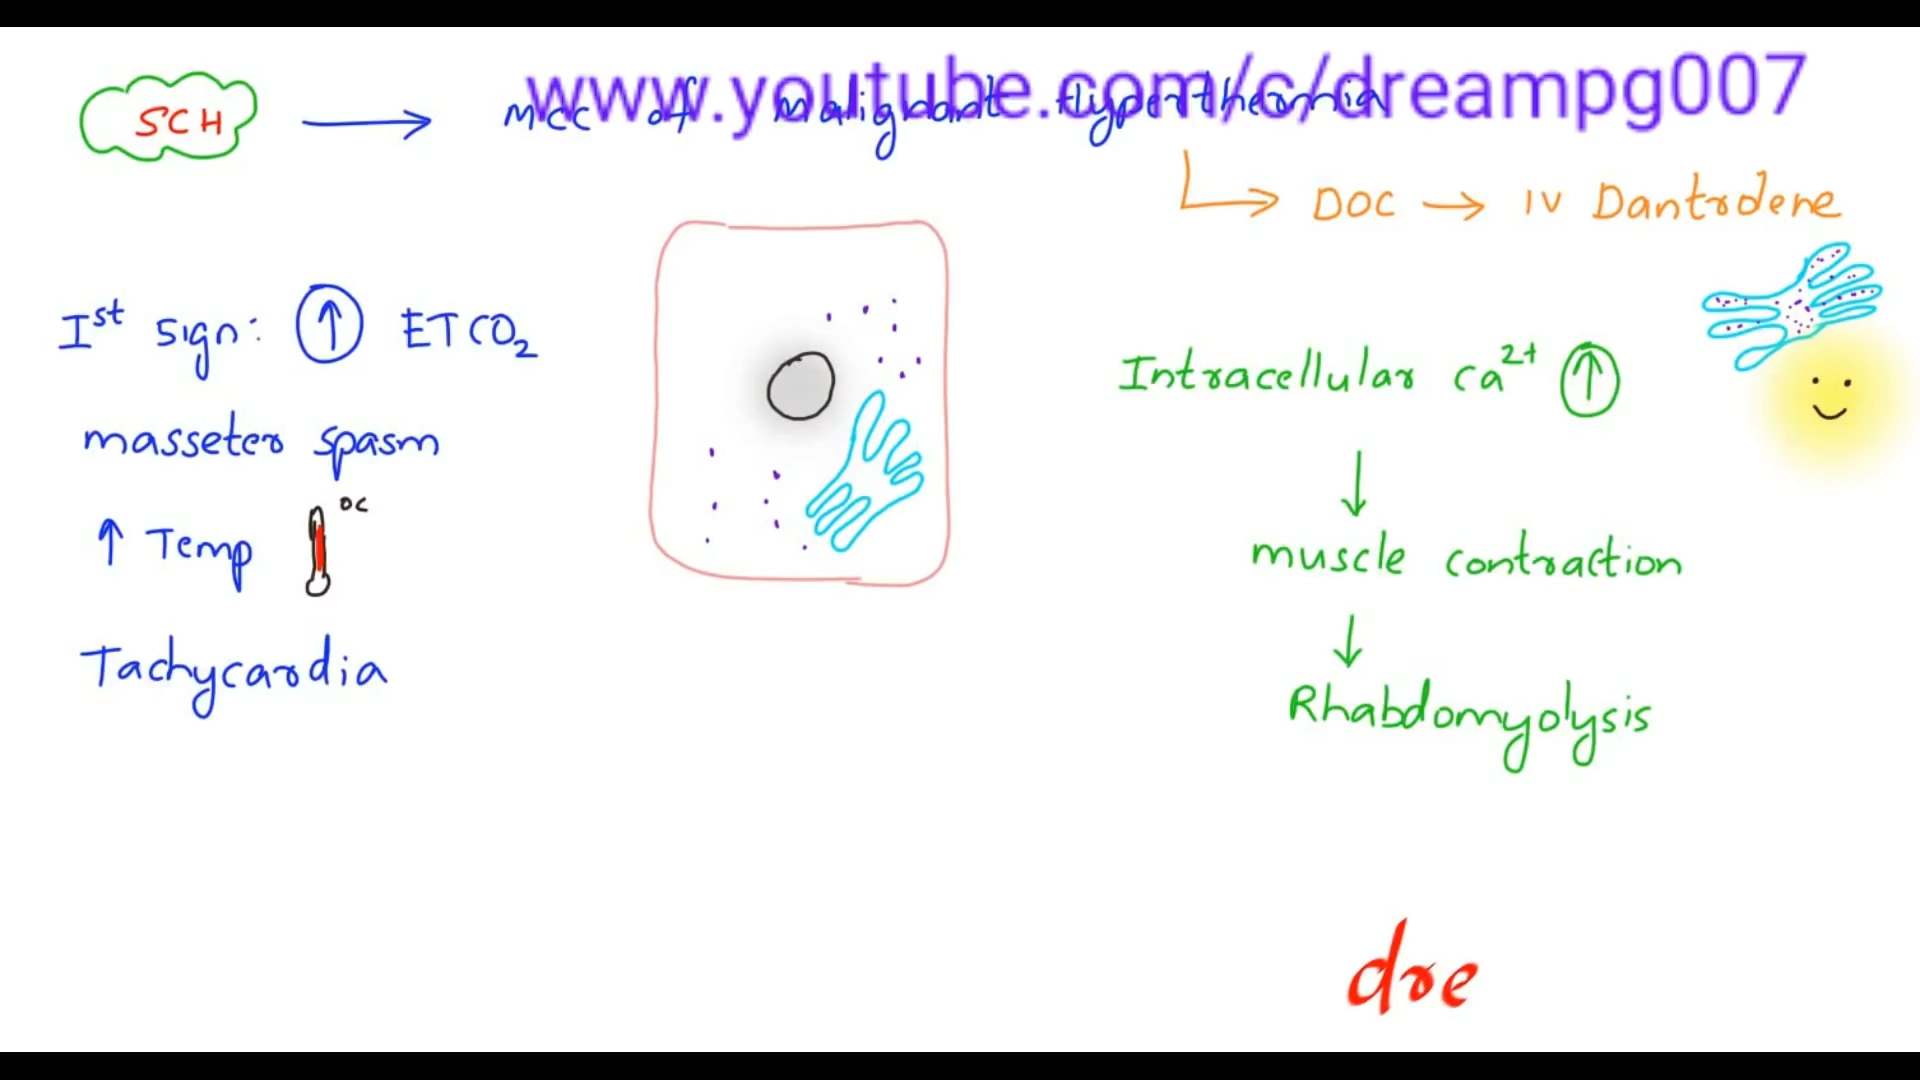 www.youtube.com/c/dreampg007
SCH → mcc of malignant Hyperthermia
DOC → IV Dantrolene
Ist sign: ↑ ETCO₂
masseter spasm
↑ Temp °C
Tachycardia
Intracellular Ca²⁺ ↑
↓
muscle contraction
↓
Rhabdomyolysis
dre